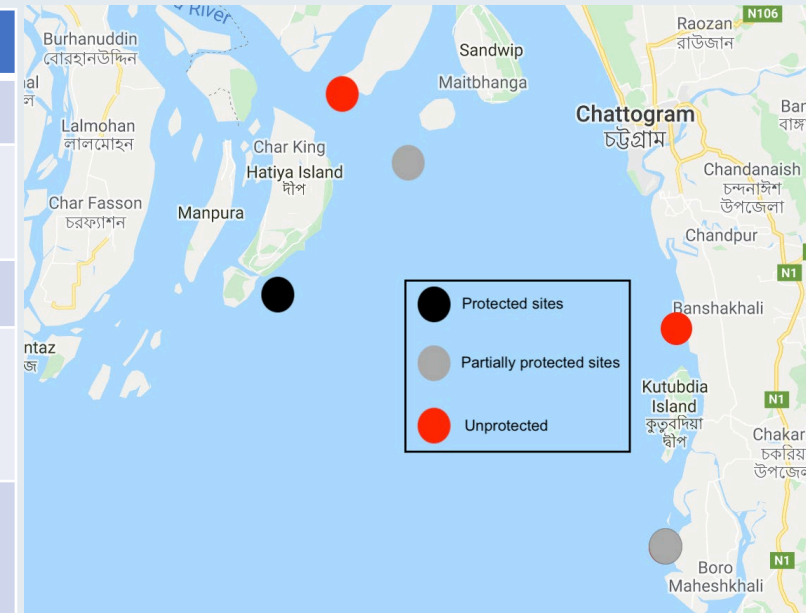 River
N106
Raozan
রাউজান
Burhanuddin
বোরহানউদ্দিন
Sandwip
Maitbhanga
Chattogram
চট্টগ্রাম
Lalmohan
লালমোহন
Char King
Hatiya Island
দ্বীপ
Chandanaish
চন্দনাঈশ
উপজেলা
Char Fasson
চরফ্যাশন
Manpura
Chandpur
N1
Protected sites
Banshakhali
Partially protected sites
Kutubdia
Island
কুতুবদিয়া
দ্বীপ
N1
Unprotected
N1
Boro
Maheshkhali